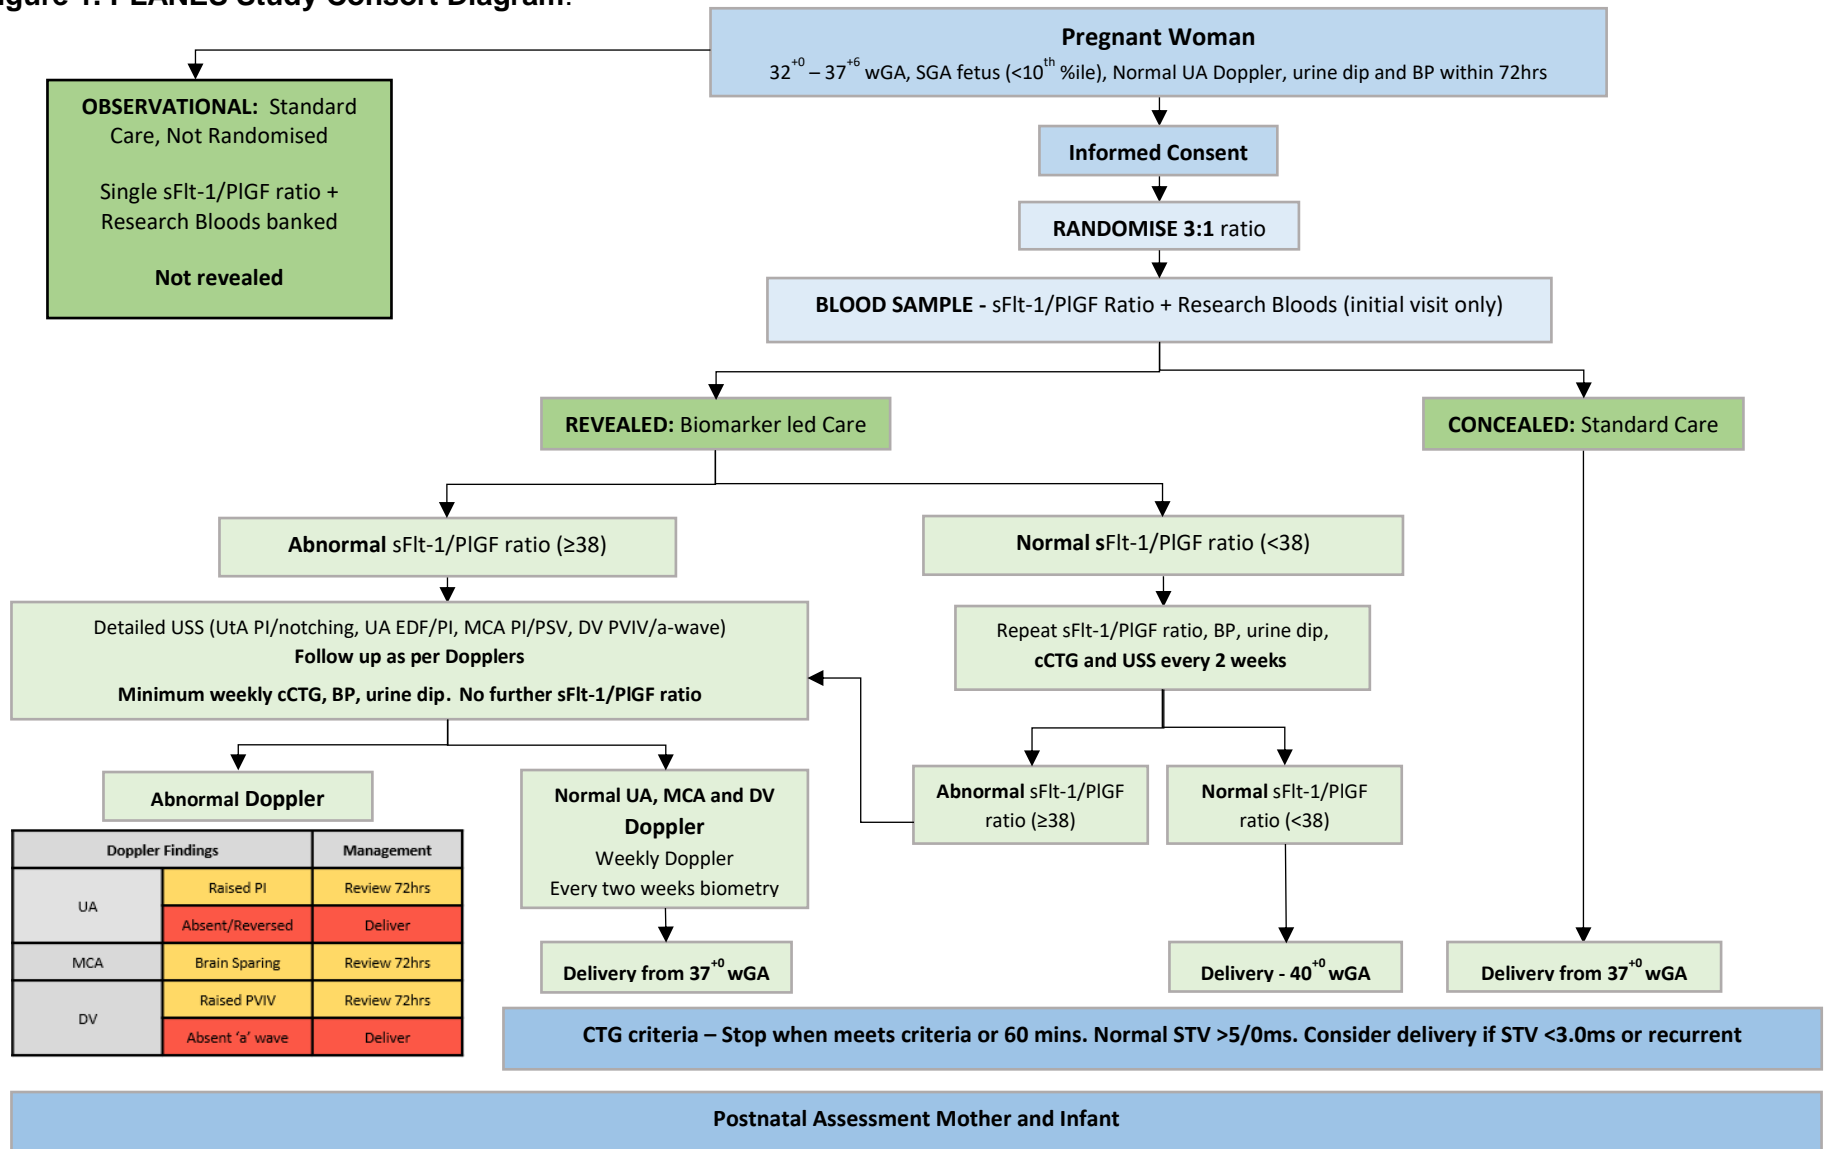 Figure 1: PLANES Study Consort Diagram.
Pregnant Woman
32+0 – 37+6 wGA, SGA fetus (<10th %ile), Normal UA Doppler, urine dip and BP within 72hrs
OBSERVATIONAL: Standard
Care, Not Randomised
Single sFlt-1/PlGF ratio +
Research Bloods banked
Not revealed
Informed Consent
RANDOMISE 3:1 ratio
BLOOD SAMPLE - sFlt-1/PlGF Ratio + Research Bloods (initial visit only)
REVEALED: Biomarker led Care
CONCEALED: Standard Care
Abnormal sFlt-1/PlGF ratio (≥38)
Normal sFlt-1/PlGF ratio (<38)
Detailed USS (UtA PI/notching, UA EDF/PI, MCA PI/PSV, DV PVIV/a-wave)
Follow up as per Dopplers
Minimum weekly cCTG, BP, urine dip. No further sFlt-1/PlGF ratio
Repeat sFlt-1/PlGF ratio, BP, urine dip,
cCTG and USS every 2 weeks
Abnormal Doppler
Normal UA, MCA and DV
Doppler
Weekly Doppler
Every two weeks biometry
Abnormal sFlt-1/PlGF
ratio (≥38)
Normal sFlt-1/PlGF
ratio (<38)
Doppler Findings Management
UA Raised PI Review 72hrs
Absent/Reversed Deliver
MCA Brain Sparing Review 72hrs
DV Raised PVIV Review 72hrs
Absent ‘a’ wave Deliver
Delivery from 37+0 wGA
Delivery - 40+0 wGA
Delivery from 37+0 wGA
CTG criteria – Stop when meets criteria or 60 mins. Normal STV >5/0ms. Consider delivery if STV <3.0ms or recurrent
Postnatal Assessment Mother and Infant